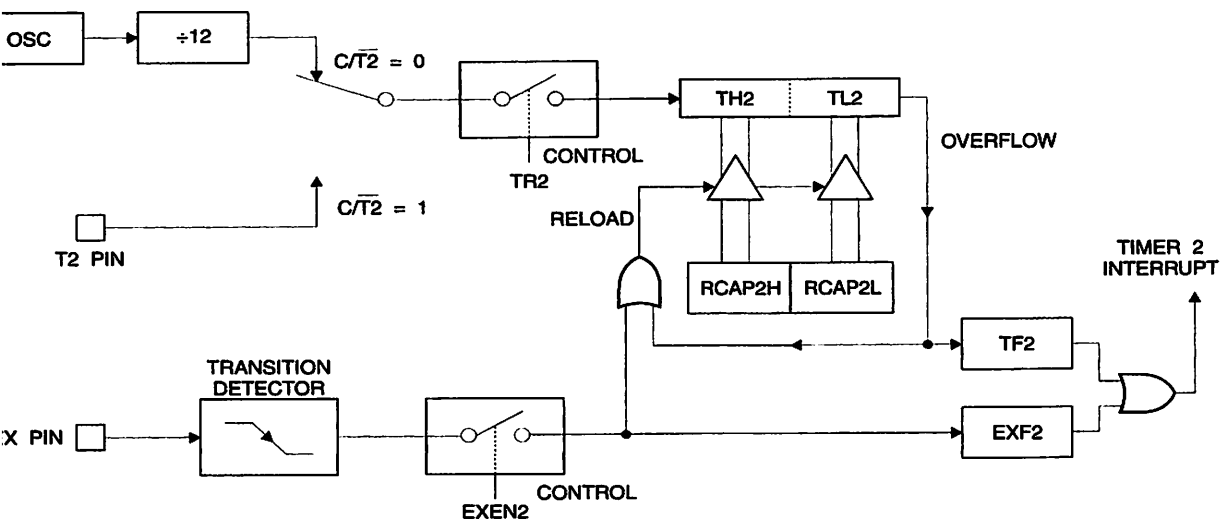 OSC
÷12
C/T2̅ = 0
TH2
TL2
OVERFLOW
CONTROL
TR2
C/T2̅ = 1
T2 PIN
RELOAD
RCAP2H
RCAP2L
TIMER 2
INTERRUPT
TF2
TRANSITION
DETECTOR
X PIN
EXF2
CONTROL
EXEN2